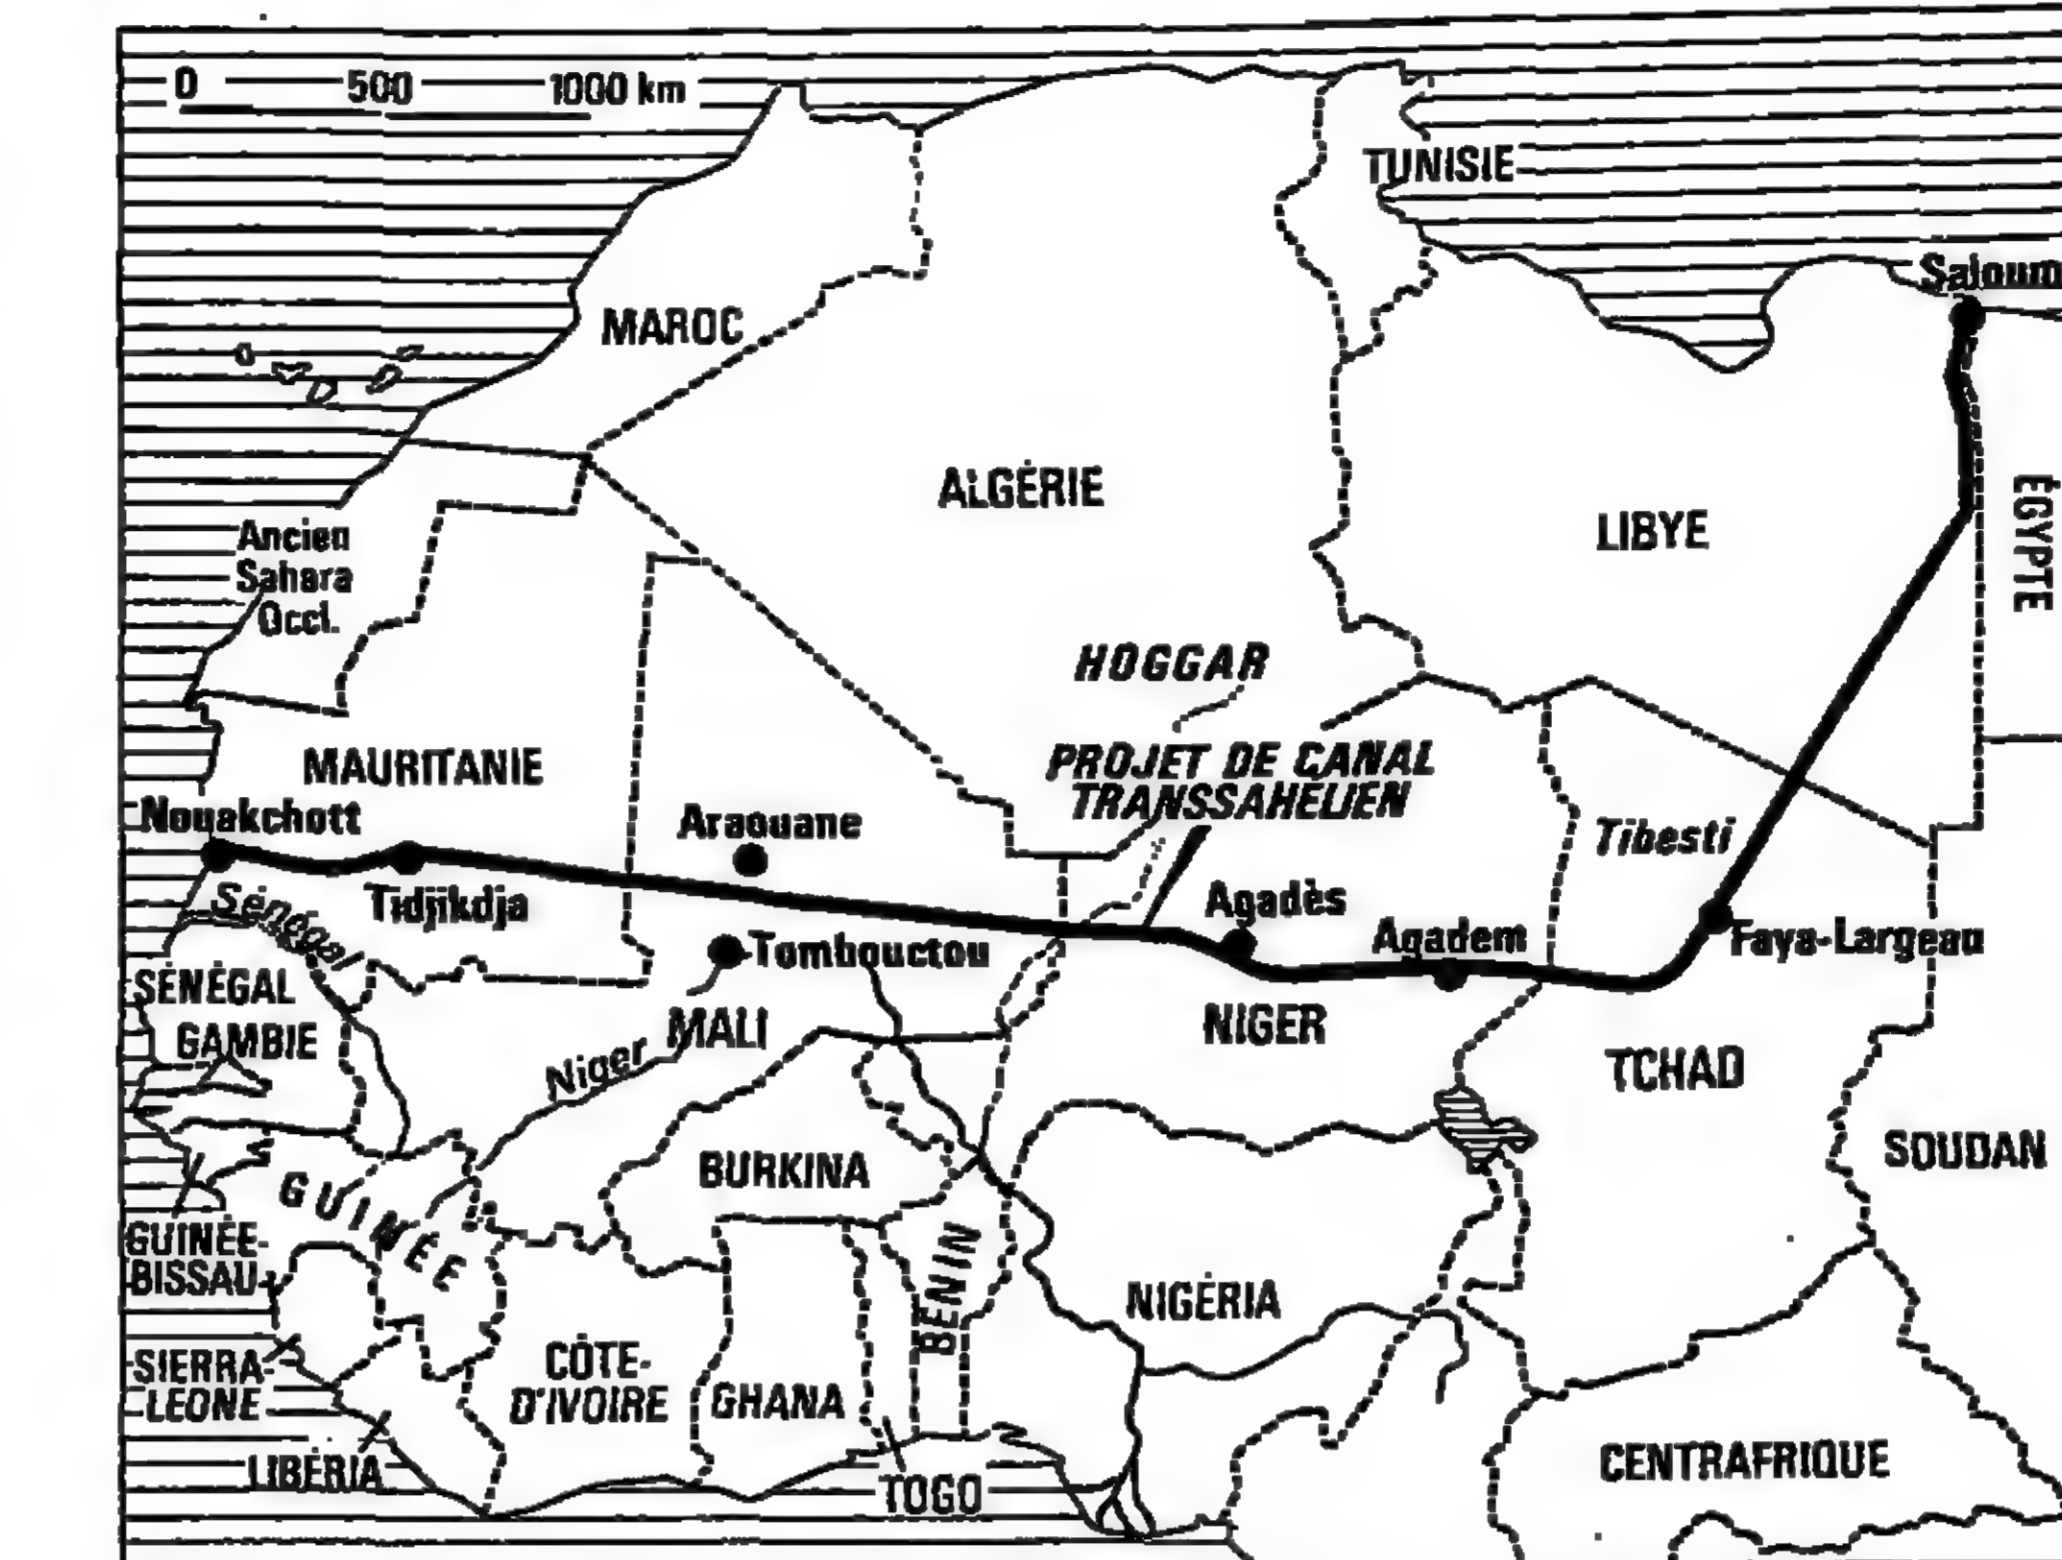 0 500 1000 km
TUNISIE
Saloum
MAROC
ALGÉRIE
LIBYE
ÉGYPTE
Ancien
Sahara
Occl.
HOGGAR
PROJET DE CANAL
TRANSSAHÉLIEN
MAURITANIE
Nouakchott
Araouane
Tibesti
Sénégal
Tidjikdja
Agadès
Agadem
Faya-Largeau
Tombouctou
SÉNÉGAL
GAMBIE
MALI
NIGER
Niger
TCHAD
BURKINA
SOUDAN
GUINÉE
GUINÉE-
BISSAU
BÉNIN
NIGÉRIA
SIERRA-
LEONE
CÔTE-
D'IVOIRE
GHANA
LIBÉRIA
TOGO
CENTRAFRIQUE